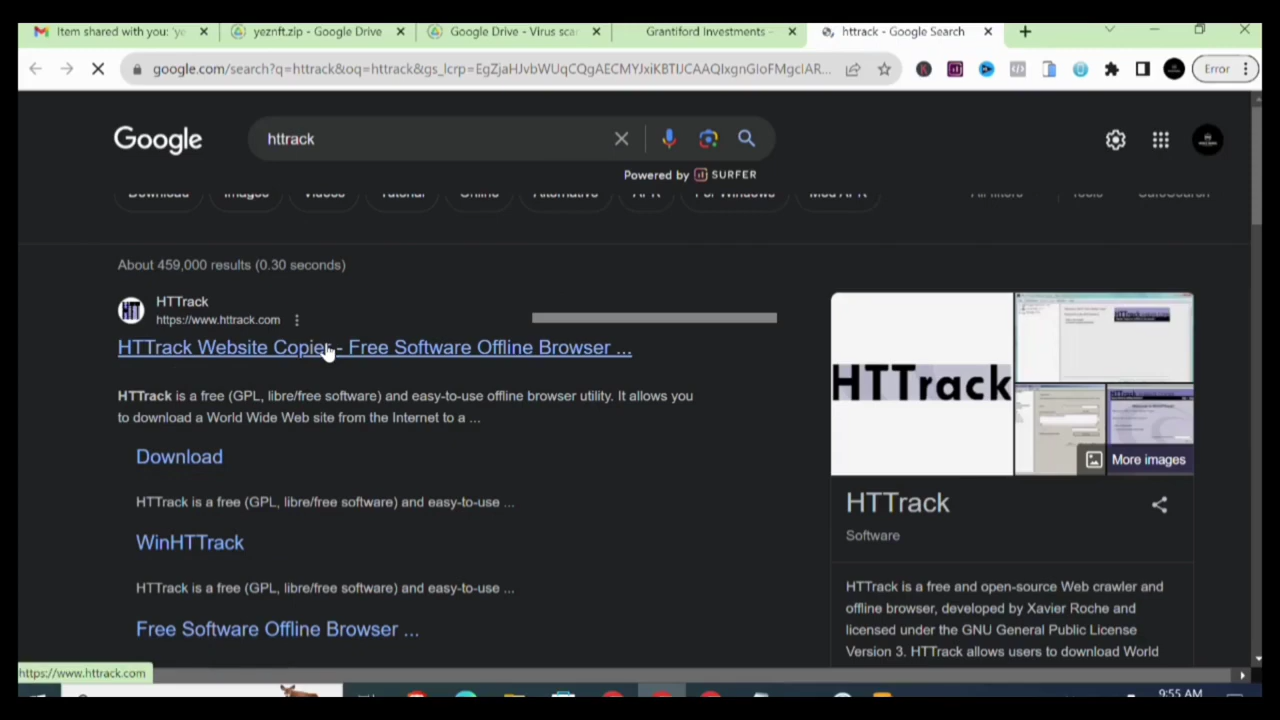 Item shared with you: 'ye
yeznft.zip - Google Drive
Google Drive - Virus scar
Grantiford Investments -
httrack - Google Search
google.com/search?q=httrack&oq=httrack&gs_lcrp=EgZjaHJvbWUqCQgAECMYJxiKBTIJCAAQIxgnGIoFMgcIAR...
Error
Google
httrack
Powered by SURFER
Download Images Videos Tutorial Online Alternative APK For Windows Mod APK All filters Tools SafeSearch
About 459,000 results (0.30 seconds)
HTTrack
https://www.httrack.com
HTTrack Website Copier - Free Software Offline Browser ...
HTTrack is a free (GPL, libre/free software) and easy-to-use offline browser utility. It allows you
to download a World Wide Web site from the Internet to a ...
Download
HTTrack is a free (GPL, libre/free software) and easy-to-use ...
WinHTTrack
HTTrack is a free (GPL, libre/free software) and easy-to-use ...
Free Software Offline Browser ...
HTTrack
More images
HTTrack
Software
HTTrack is a free and open-source Web crawler and
offline browser, developed by Xavier Roche and
licensed under the GNU General Public License
Version 3. HTTrack allows users to download World
https://www.httrack.com
9:55 AM